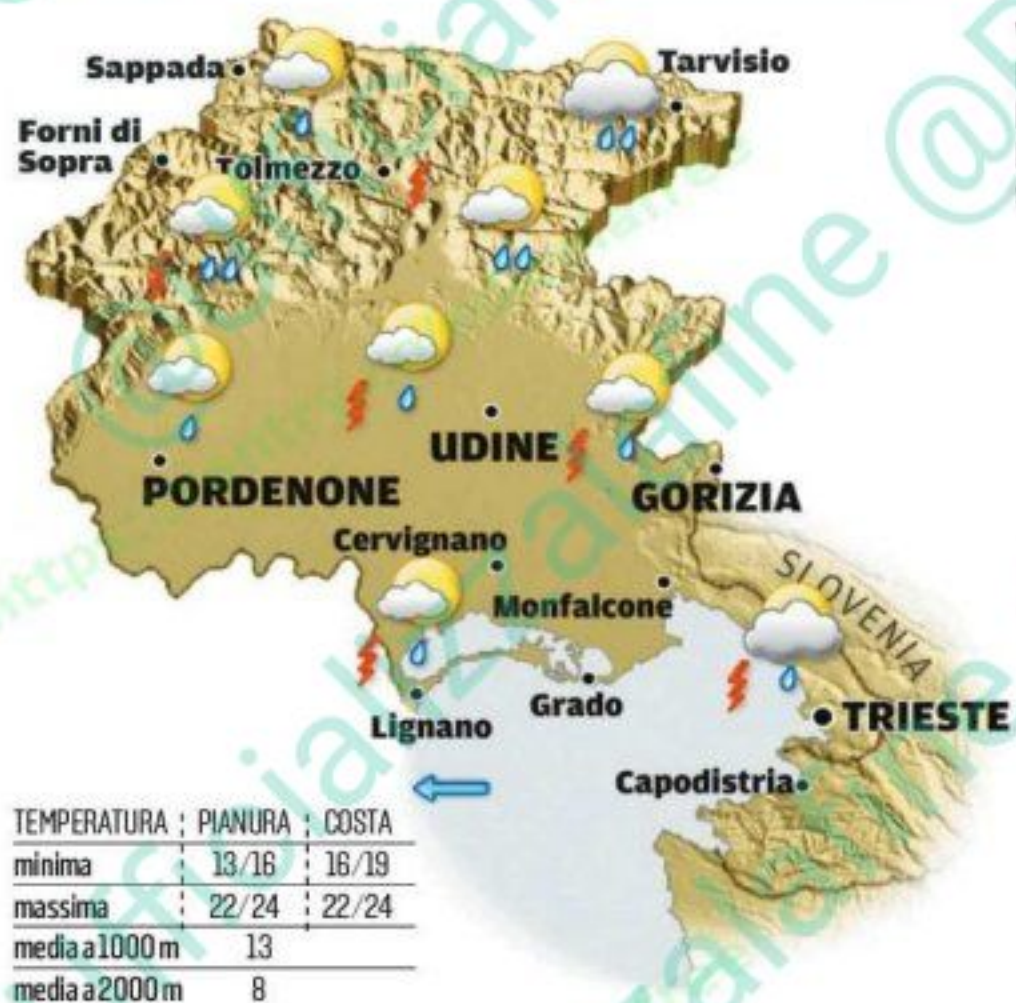 Sappada
Tarvisio
Forni di
Sopra
Tolmezzo
UDINE
PORDENONE
GORIZIA
Cervignano
SLOVENIA
Monfalcone
Grado
Lignano
TRIESTE
Capodistria
TEMPERATURA PIANURA COSTA
minima 13/16 16/19
massima 22/24 22/24
media a 1000 m 13
media a 2000 m 8